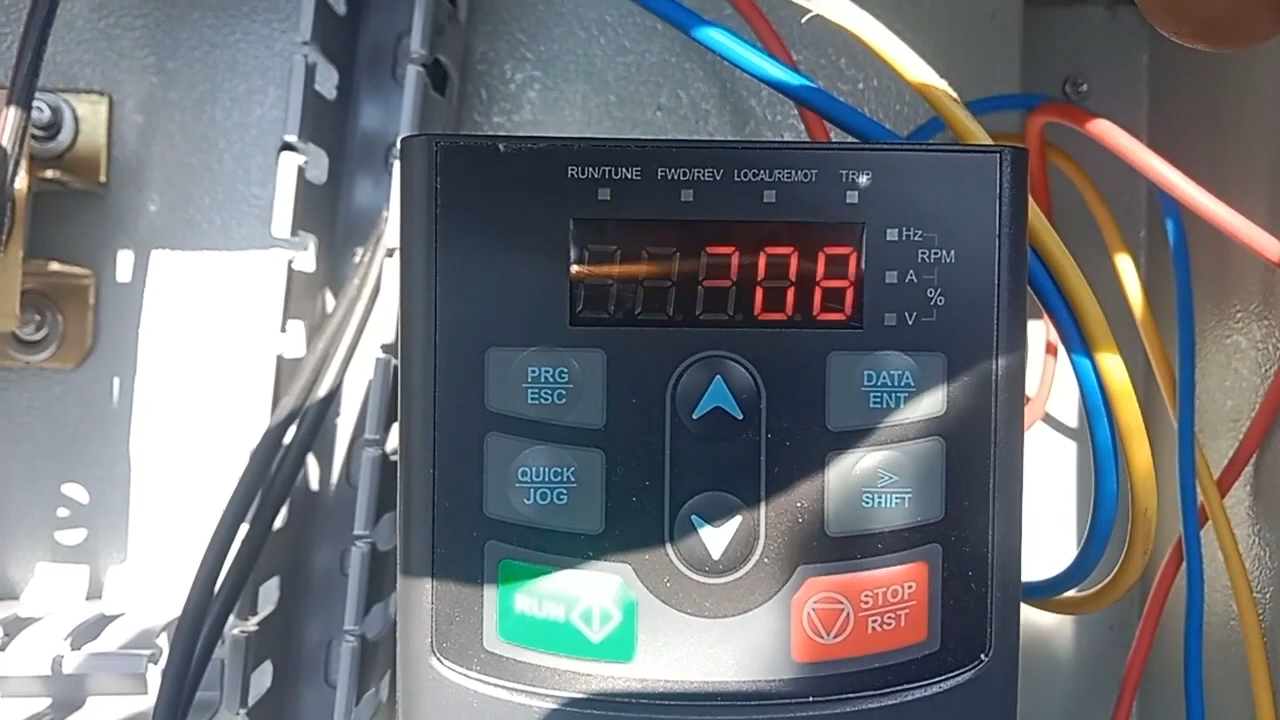 RUN/TUNE FWD/REV LOCAL/REMOT TRIP
08
Hz
RPM
A
%
V
PRG/ESC
DATA/ENT
QUICK/JOG
>>
SHIFT
RUN
STOP/RST